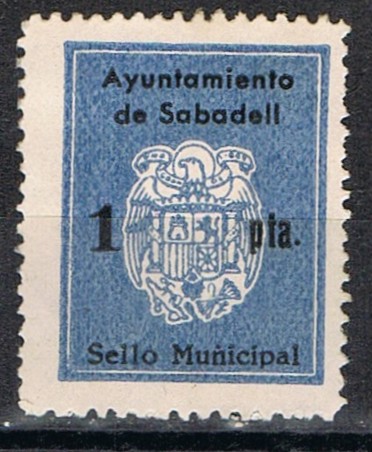 Ayuntamiento
de Sabadell
1 pta.
Sello Municipal